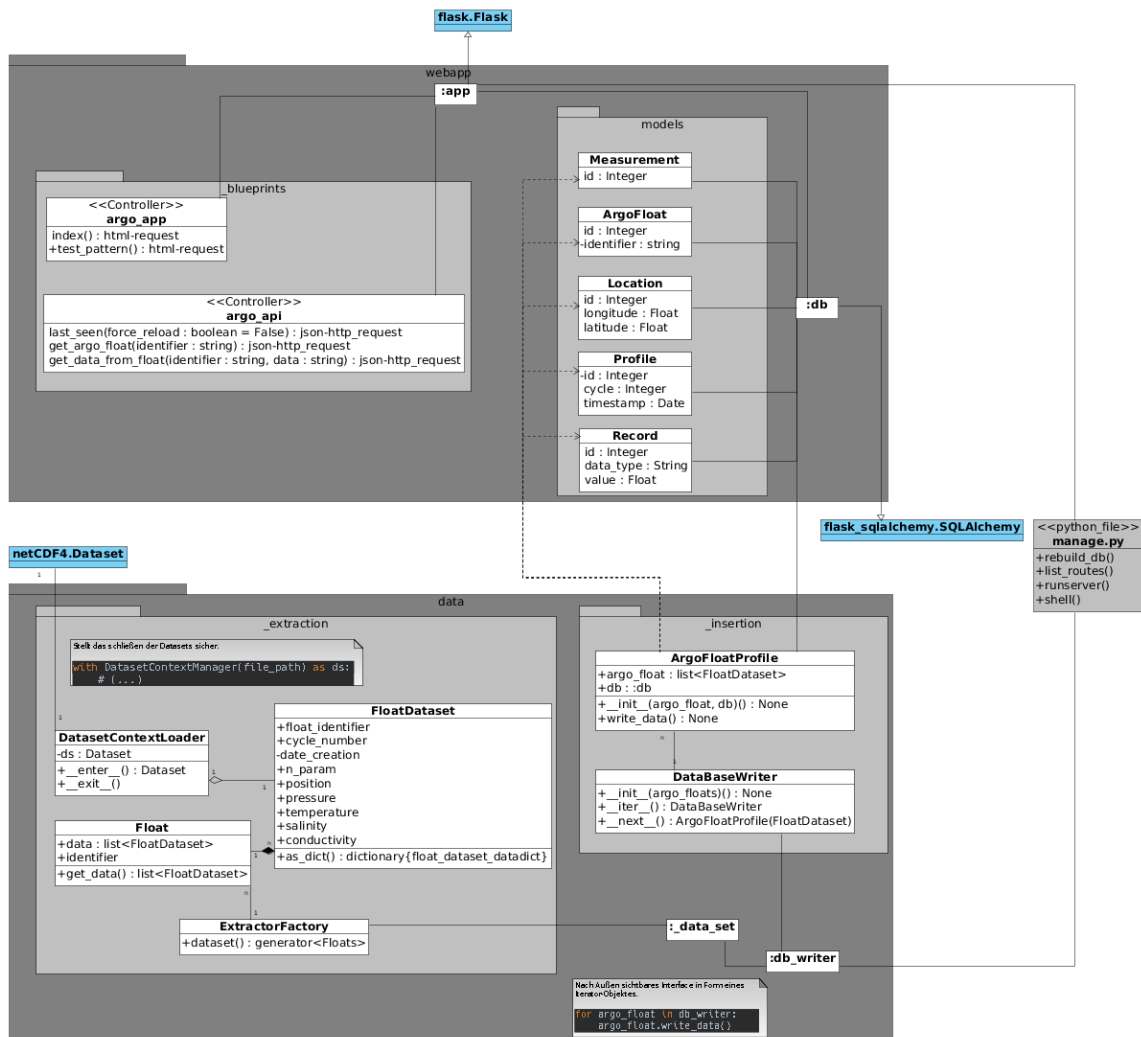 flask.Flask
webapp
:app
models
Measurement
id : Integer
ArgoFloat
id : Integer
-identifier : string
Location
id : Integer
longitude : Float
latitude : Float
Profile
-id : Integer
cycle : Integer
timestamp : Date
Record
id : Integer
data_type : String
value : Float
:db
_blueprints
<<Controller>>
argo_app
index() : html-request
+test_pattern() : html-request
<<Controller>>
argo_api
last_seen(force_reload : boolean = False) : json-http_request
get_argo_float(identifier : string) : json-http_request
get_data_from_float(identifier : string, data : string) : json-http_request
flask_sqlalchemy.SQLAlchemy
<<python_file>>
manage.py
+rebuild_db()
+list_routes()
+runserver()
+shell()
netCDF4.Dataset
1
data
_extraction
Stellt das schließen der Datasets sicher.
with DatasetContextManager(file_path) as ds:
# (...)
1
DatasetContextLoader
-ds : Dataset
+__enter__() : Dataset
+__exit__()
1
1
FloatDataset
+float_identifier
+cycle_number
-date_creation
+n_param
+position
+pressure
+temperature
+salinity
+conductivity
+as_dict() : dictionary{float_dataset_datadict}
Float
+data : list<FloatDataset>
+identifier
+get_data() : list<FloatDataset>
1
n
n
1
ExtractorFactory
+dataset() : generator<Floats>
_insertion
ArgoFloatProfile
+argo_float : list<FloatDataset>
+db : :db
+__init__(argo_float, db)() : None
+write_data() : None
n
1
DataBaseWriter
+__init__(argo_floats)() : None
+__iter__() : DataBaseWriter
+__next__() : ArgoFloatProfile(FloatDataset)
:_data_set
:db_writer
Nach Außen sichtbares Interface in Form eines
Iterator-Objektes.
for argo_float in db_writer:
argo_float.write_data()